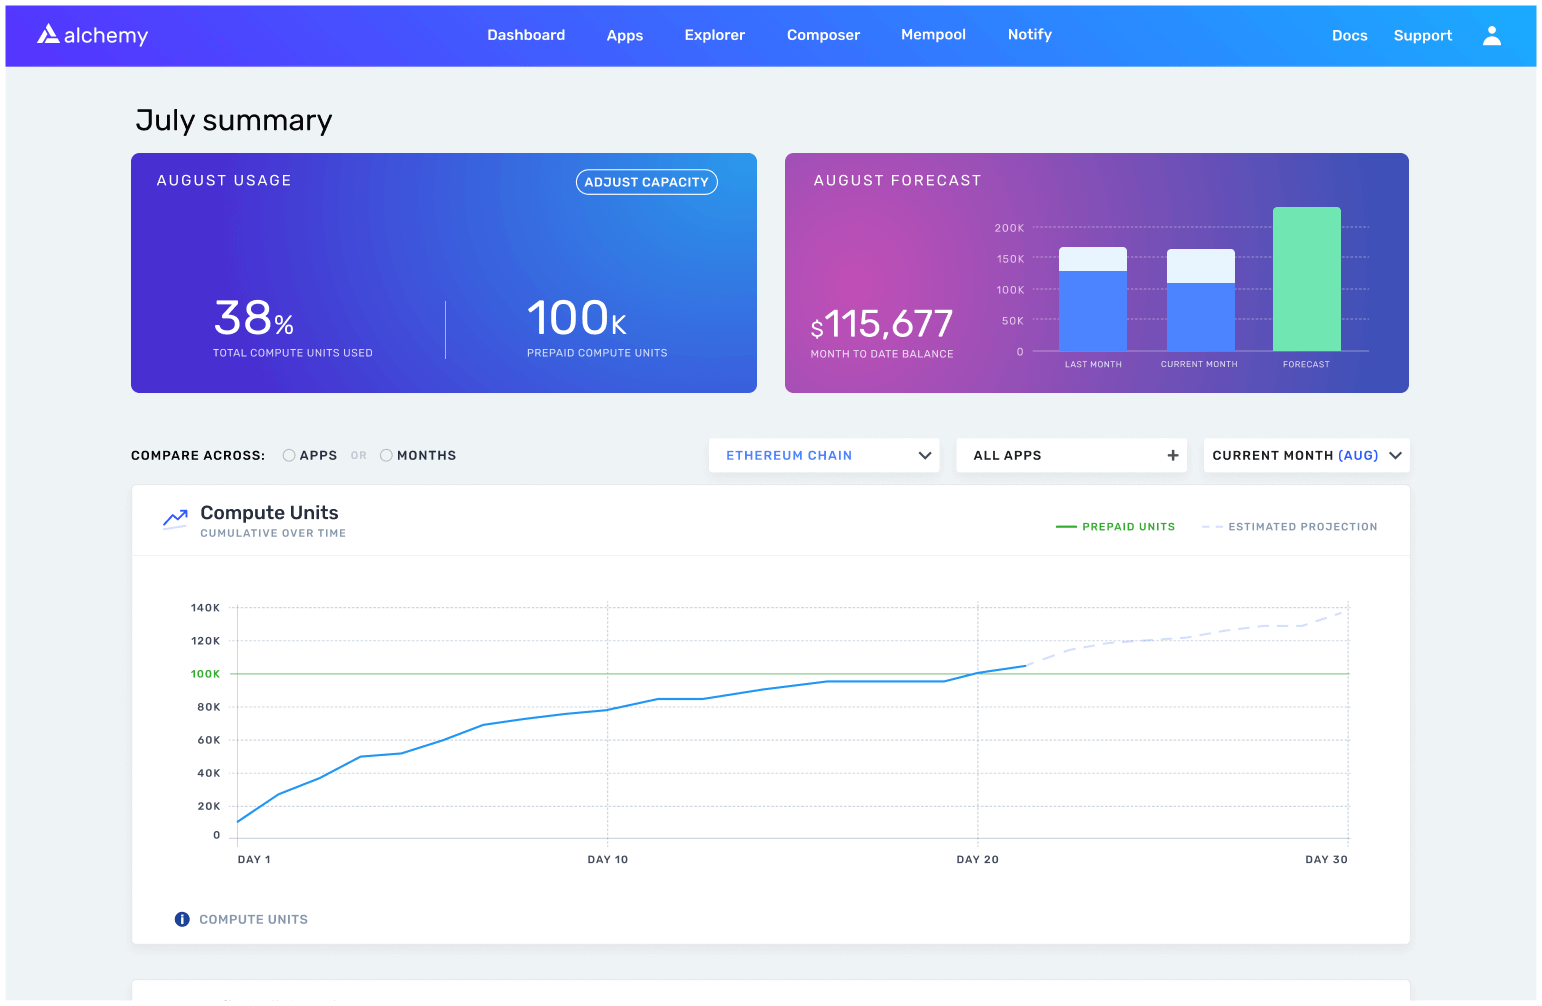 alchemy
Dashboard Apps Explorer Composer Mempool Notify Docs Support
July summary
AUGUST USAGE
ADJUST CAPACITY
38%
TOTAL COMPUTE UNITS USED
100K
PREPAID COMPUTE UNITS
AUGUST FORECAST
$115,677
MONTH TO DATE BALANCE
200K
150K
100K
50K
0
LAST MONTH CURRENT MONTH FORECAST
COMPARE ACROSS: APPS OR MONTHS
ETHEREUM CHAIN
ALL APPS +
CURRENT MONTH (AUG)
Compute Units
CUMULATIVE OVER TIME
PREPAID UNITS ESTIMATED PROJECTION
140K
120K
100K
80K
60K
40K
20K
0
DAY 1 DAY 10 DAY 20 DAY 30
COMPUTE UNITS